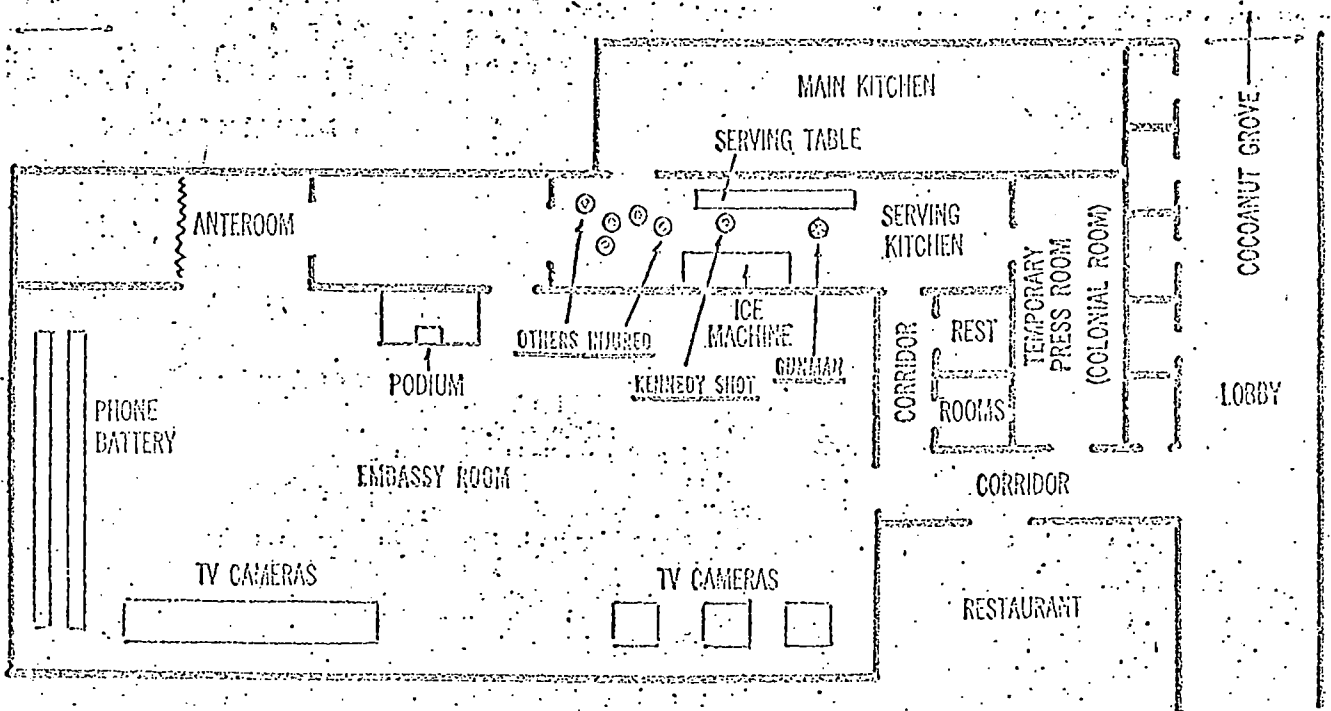 MAIN KITCHEN
SERVING TABLE
ANTEROOM
SERVING
KITCHEN
TEMPORARY
PRESS ROOM
(COLONIAL ROOM)
COCOANUT GROVE
OTHERS INJURED
ICE
MACHINE
KENNEDY SHOT
GUNMAN
CORRIDOR
REST
ROOMS
PODIUM
PHONE
BATTERY
LOBBY
EMBASSY ROOM
CORRIDOR
TV CAMERAS
TV CAMERAS
RESTAURANT